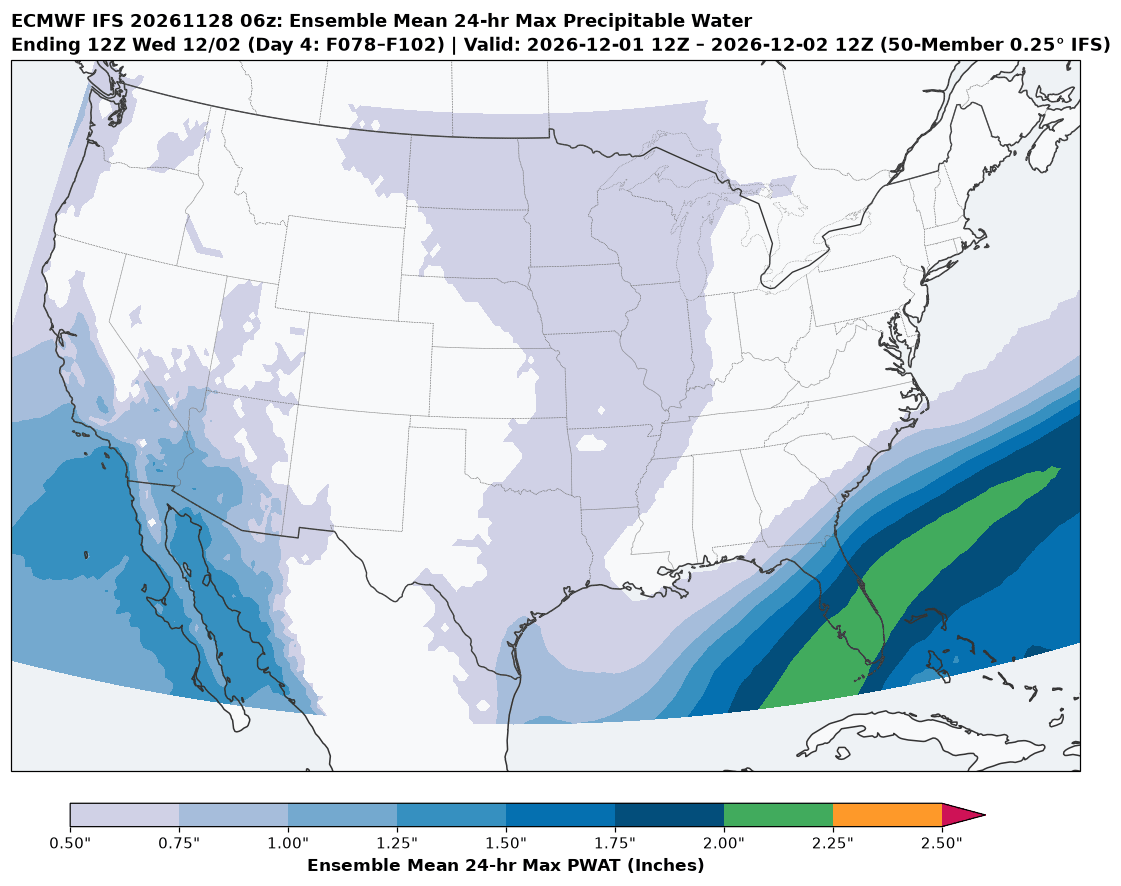 ECMWF IFS 20261128 06z: Ensemble Mean 24-hr Max Precipitable Water
Ending 12Z Wed 12/02 (Day 4: F078–F102) | Valid: 2026-12-01 12Z – 2026-12-02 12Z (50-Member 0.25° IFS)
0.50" 0.75" 1.00" 1.25" 1.50" 1.75" 2.00" 2.25" 2.50"
Ensemble Mean 24-hr Max PWAT (Inches)